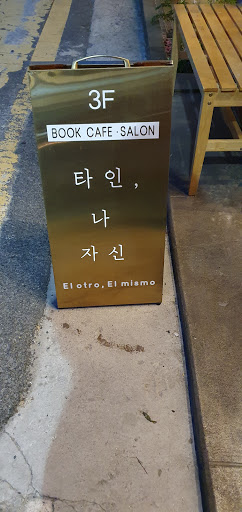 3F
BOOK CAFE · SALON
타인,
나
자신
El otro, El mismo